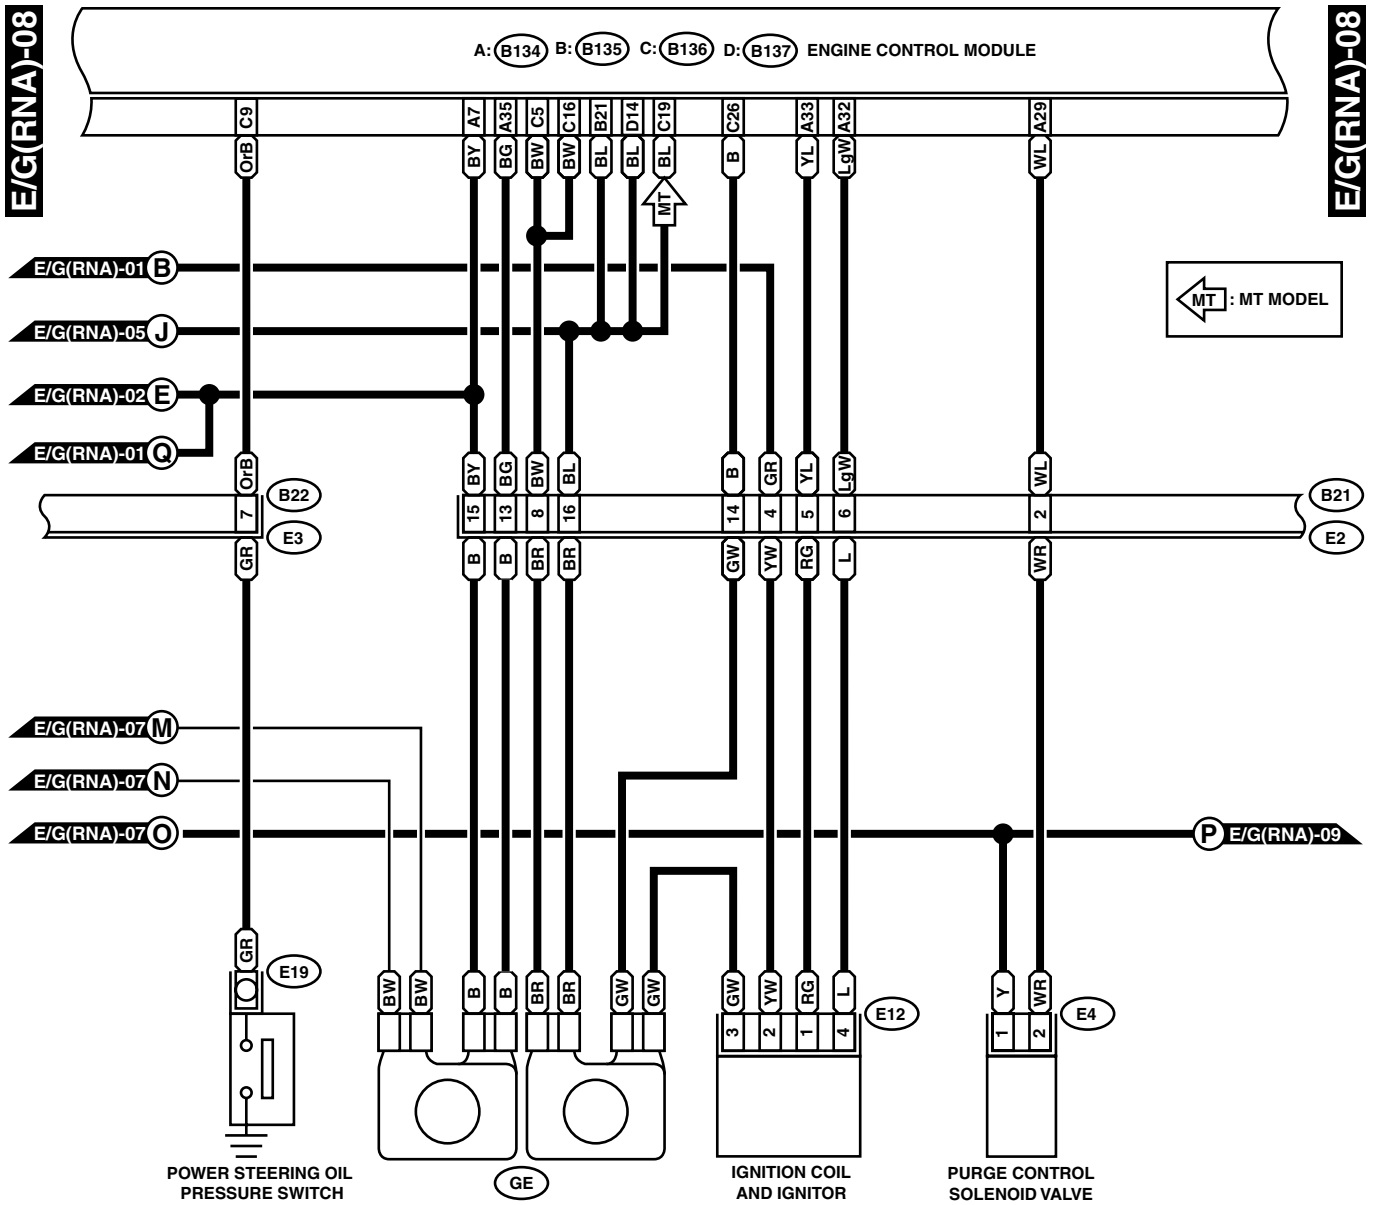 E/G(RNA)-08
E/G(RNA)-08
A: B134 B: B135 C: B136 D: B137 ENGINE CONTROL MODULE
C9 A7 A35 C5 C16 B21 D14 C19 C26 A33 A32 A29
OrB BY BG BW BW BL BL BL B YL LgW WL
MT
E/G(RNA)-01 B
MT : MT MODEL
E/G(RNA)-05 J
E/G(RNA)-02 E
E/G(RNA)-01 Q
OrB BY BG BW BL B GR YL LgW WL
B22 B21
7 15 13 8 16 14 4 5 6 2
E3 E2
GR B B BR BR GW YW RG L WR
E/G(RNA)-07 M
E/G(RNA)-07 N
E/G(RNA)-07 O P E/G(RNA)-09
GR
E19
BW BW B B BR BR GW GW GW YW RG L Y WR
E12 E4
3 2 1 4 1 2
POWER STEERING OIL
PRESSURE SWITCH
GE
IGNITION COIL
AND IGNITOR
PURGE CONTROL
SOLENOID VALVE